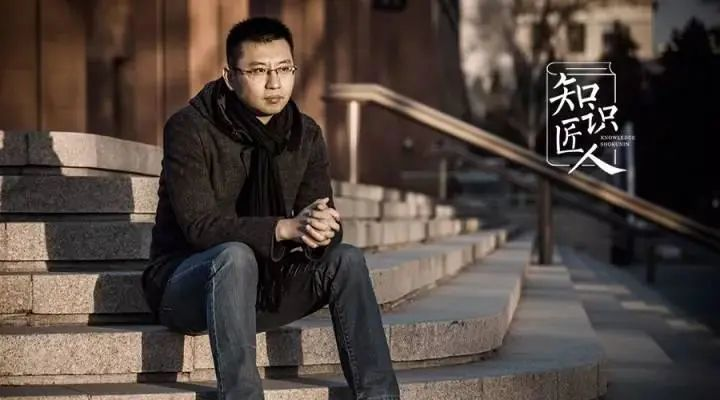 知识
匠人
KNOWLEDGE
SHOKUNIN